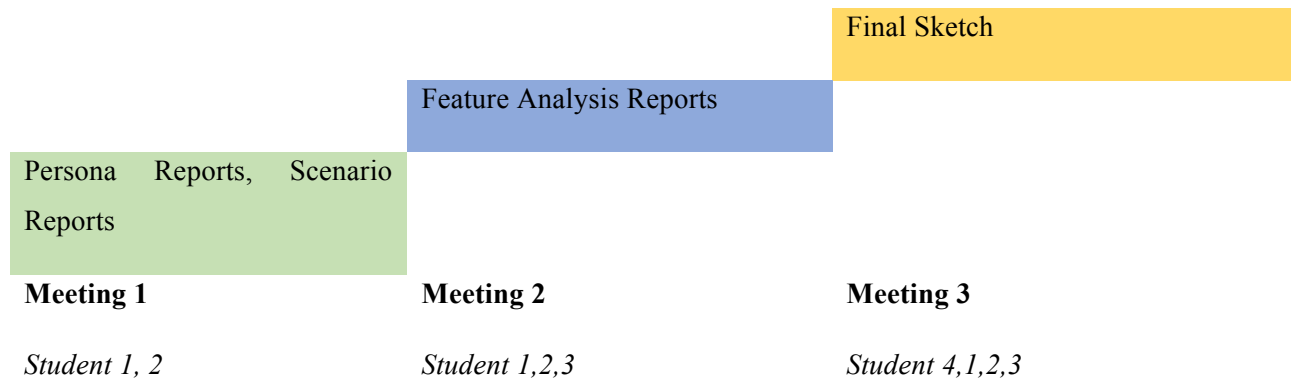 Final Sketch
Feature Analysis Reports
Persona Reports, Scenario
Reports
Meeting 1 Meeting 2 Meeting 3
Student 1, 2 Student 1,2,3 Student 4,1,2,3